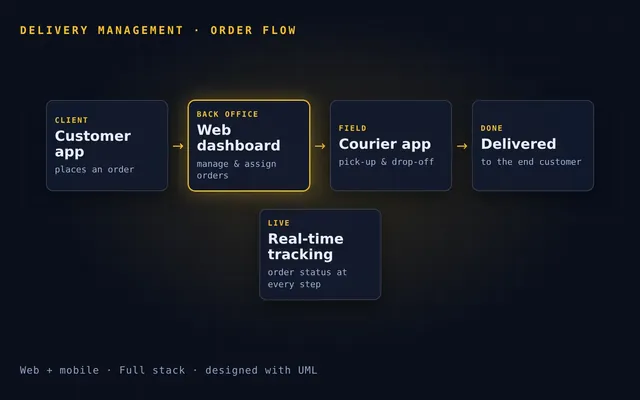 DELIVERY MANAGEMENT · ORDER FLOW
CLIENT
Customer
app
places an order
→
BACK OFFICE
Web
dashboard
manage & assign
orders
→
FIELD
Courier app
pick-up & drop-off
→
DONE
Delivered
to the end customer
LIVE
Real-time
tracking
order status at
every step
Web + mobile · Full stack · designed with UML